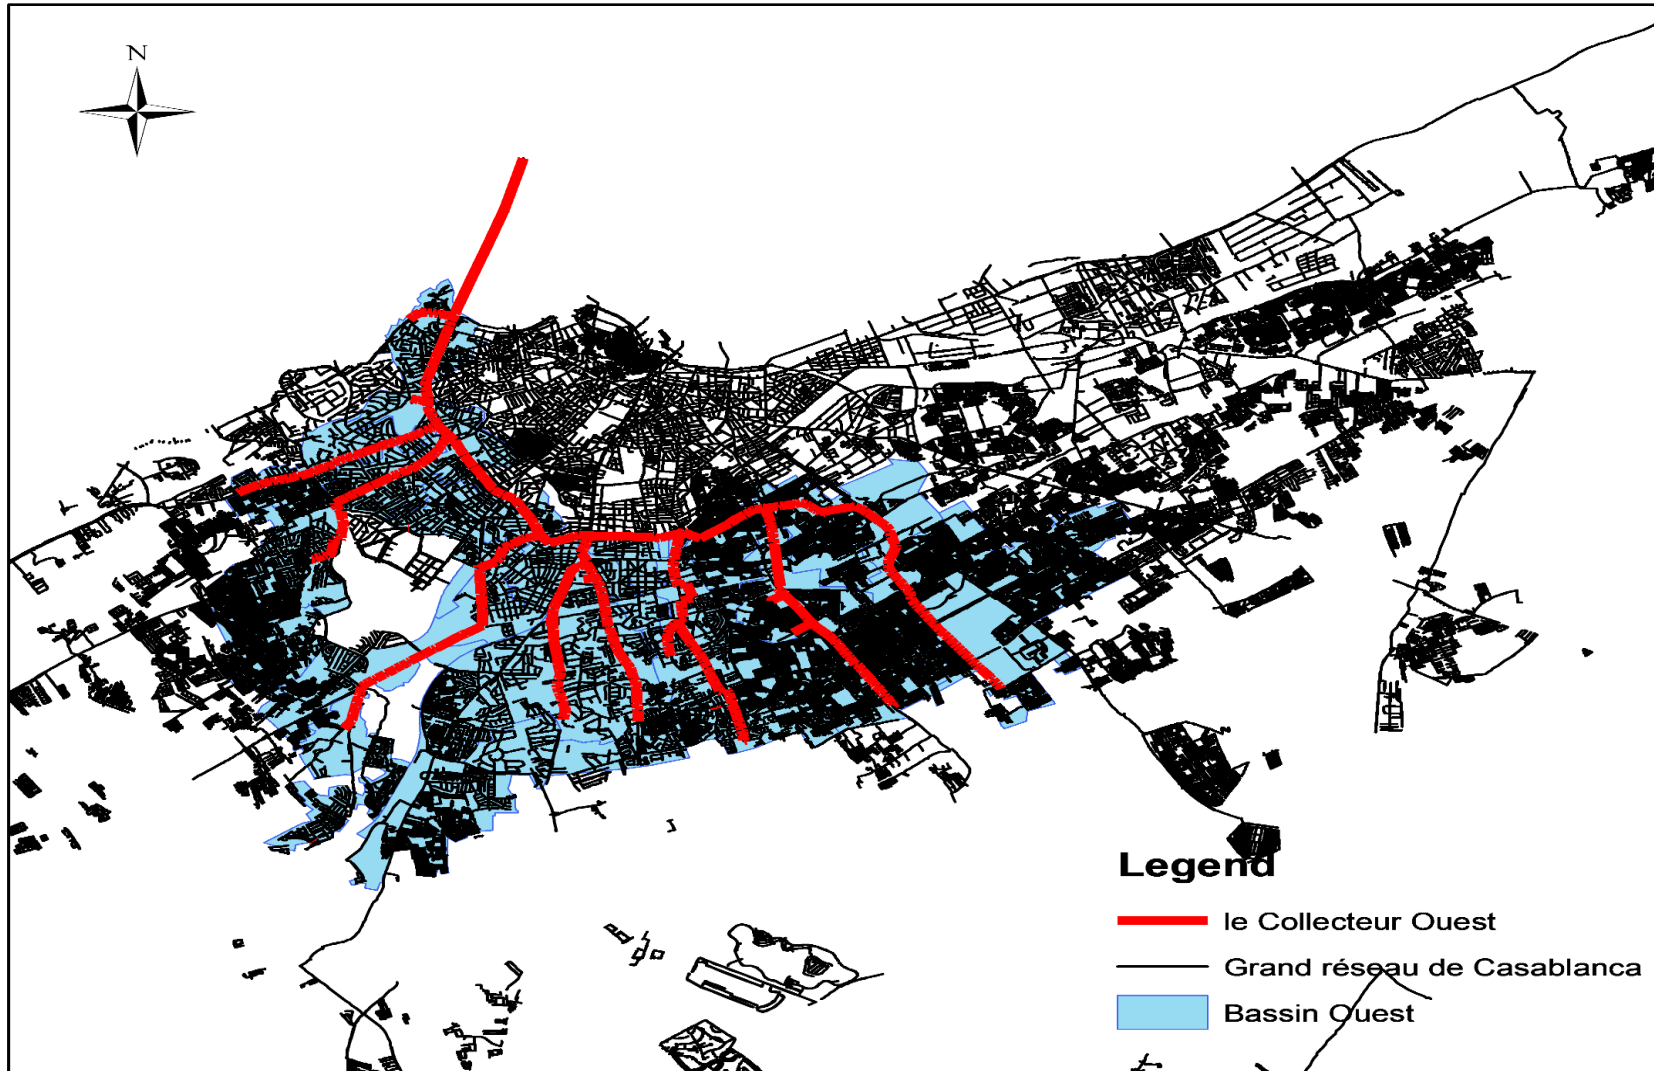 N
Legend
le Collecteur Ouest
Grand réseau de Casablanca
Bassin Ouest